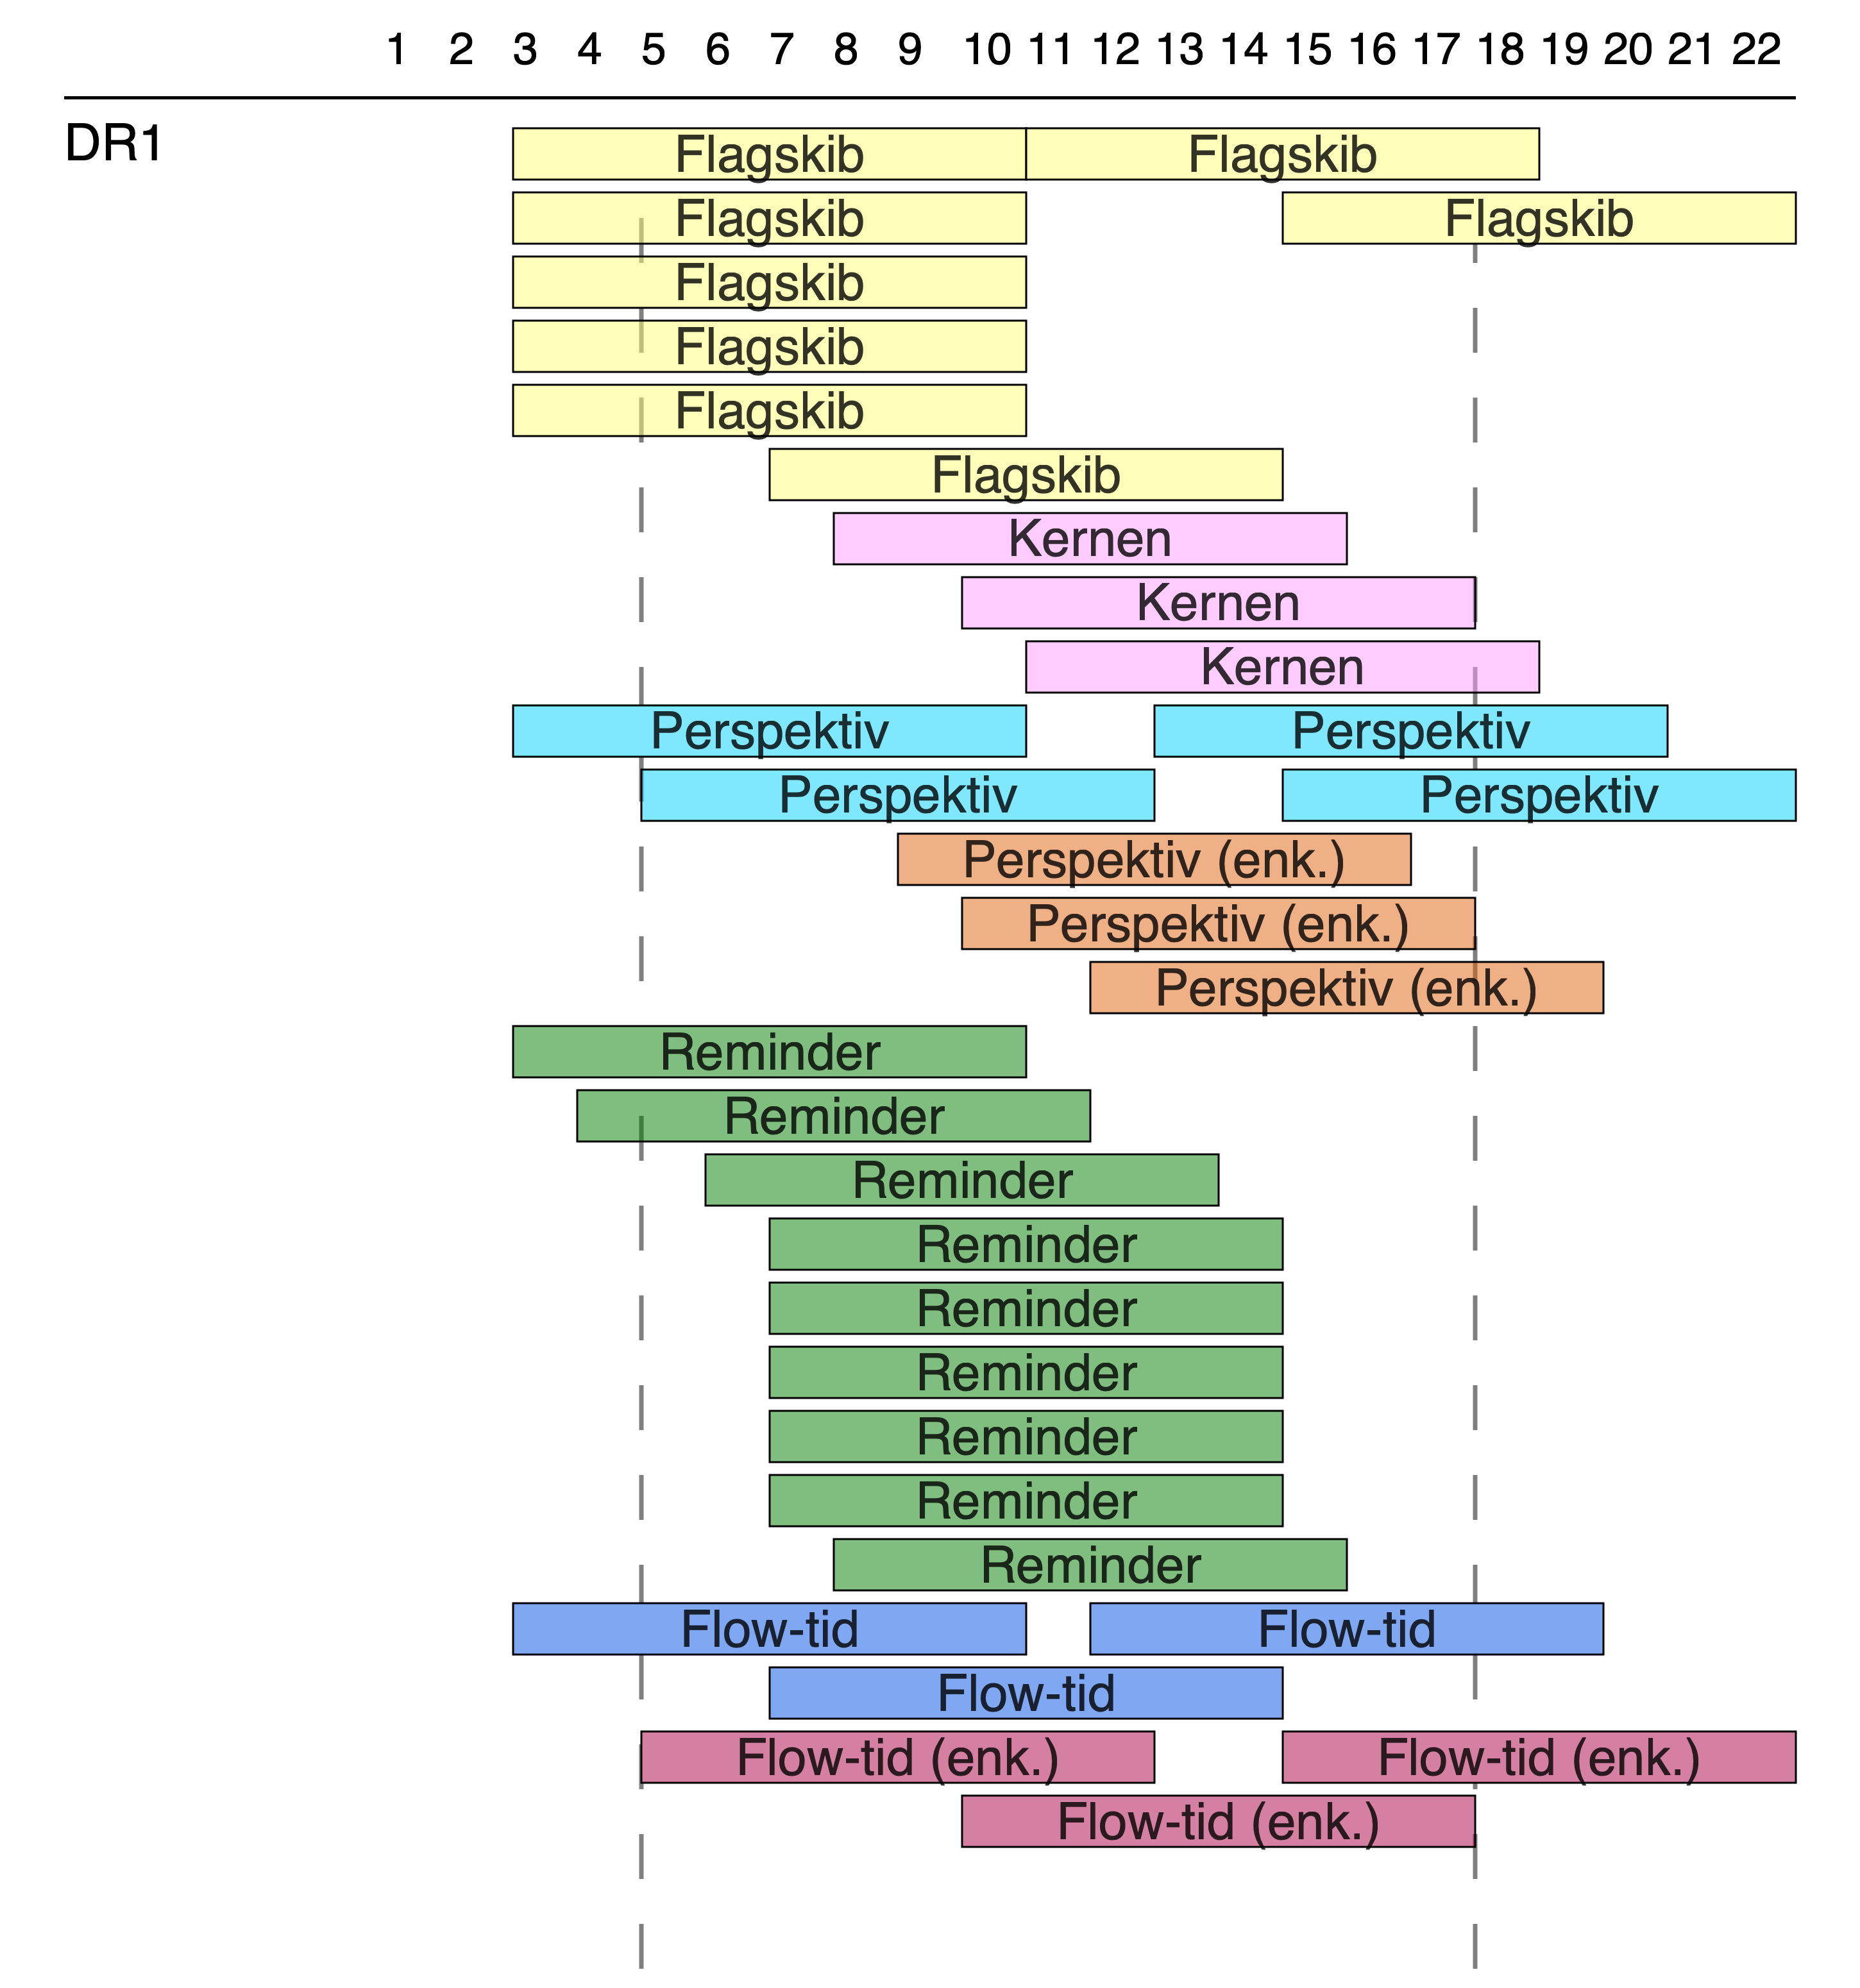 1 2 3 4 5 6 7 8 9 10 11 12 13 14 15 16 17 18 19 20 21 22
DR1
Flagskib Flagskib
Flagskib Flagskib
Flagskib
Flagskib
Flagskib
Flagskib
Kernen
Kernen
Kernen
Perspektiv Perspektiv
Perspektiv Perspektiv
Perspektiv (enk.)
Perspektiv (enk.)
Perspektiv (enk.)
Reminder
Reminder
Reminder
Reminder
Reminder
Reminder
Reminder
Reminder
Reminder
Flow-tid Flow-tid
Flow-tid
Flow-tid (enk.) Flow-tid (enk.)
Flow-tid (enk.)